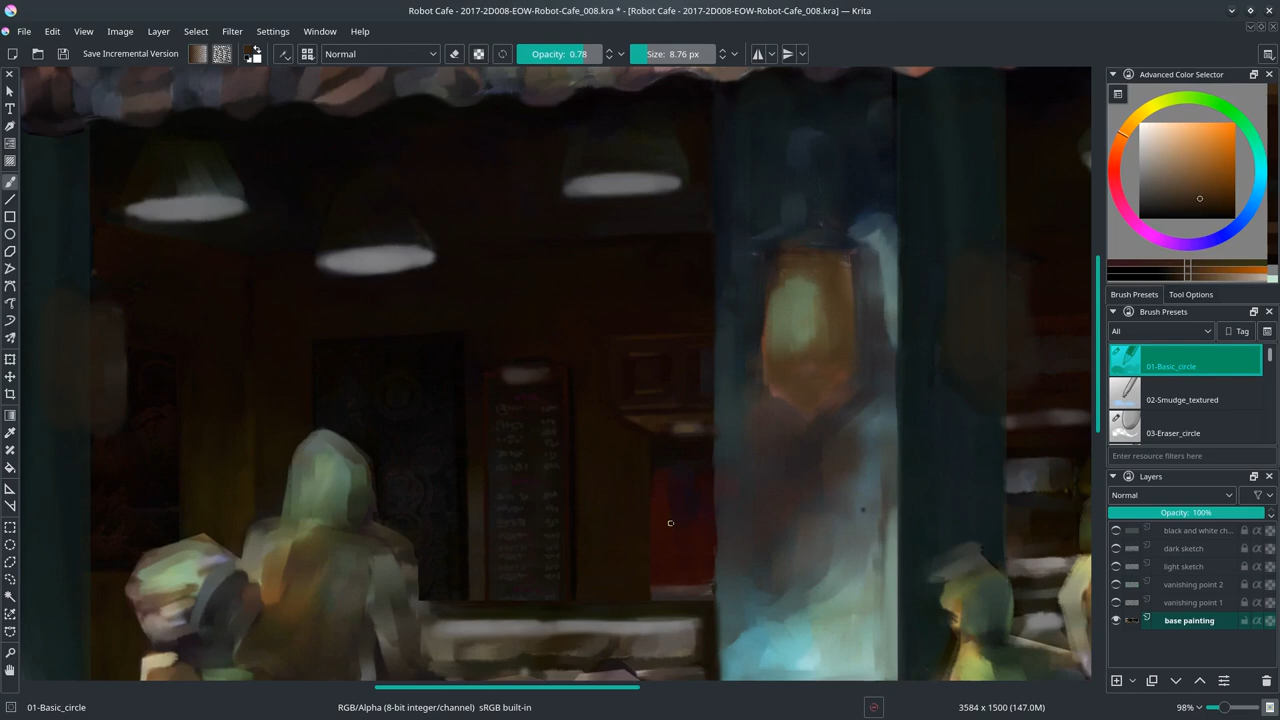 Robot Cafe - 2017-2D008-EOW-Robot-Cafe_008.kra * - [Robot Cafe - 2017-2D008-EOW-Robot-Cafe_008.kra] — Krita
File Edit View Image Layer Select Filter Settings Window Help
Save Incremental Version Normal Opacity: 0.78 Size: 8.76 px
Advanced Color Selector
Brush Presets Tool Options
Brush Presets
All Tag
01-Basic_circle
02-Smudge_textured
03-Eraser_circle
Enter resource filters here
Layers
Normal
Opacity: 100%
black and white ch...
dark sketch
light sketch
vanishing point 2
vanishing point 1
base painting
01-Basic_circle RGB/Alpha (8-bit integer/channel) sRGB built-in 3584 x 1500 (147.0M) 98%